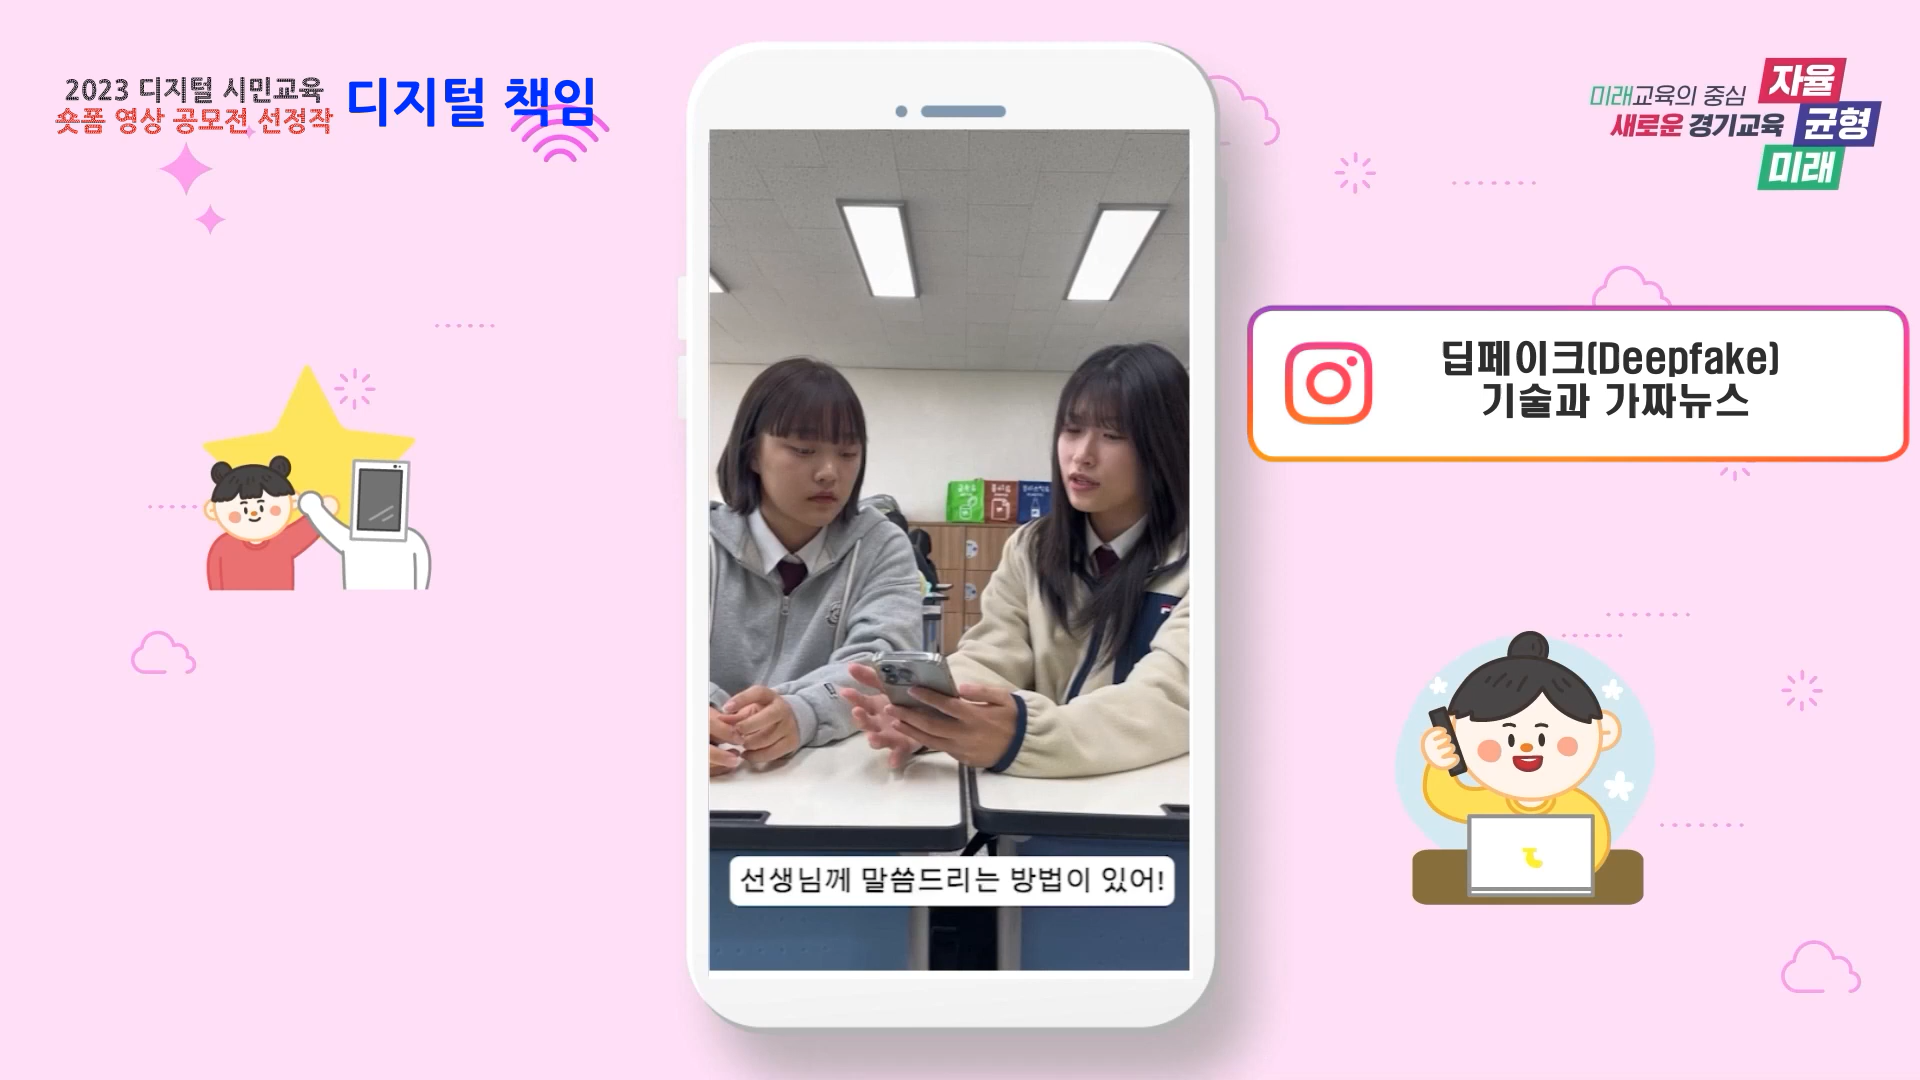 2023 디지털 시민교육
숏폼 영상 공모전 선정작
디지털 책임
미래교육의 중심
새로운 경기교육
자율
균형
미래
딥페이크(Deepfake)
기술과 가짜뉴스
선생님께 말씀드리는 방법이 있어!